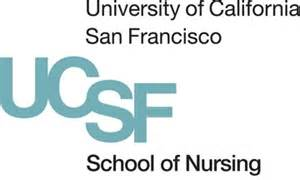 University of California
San Francisco
UCSF
School of Nursing